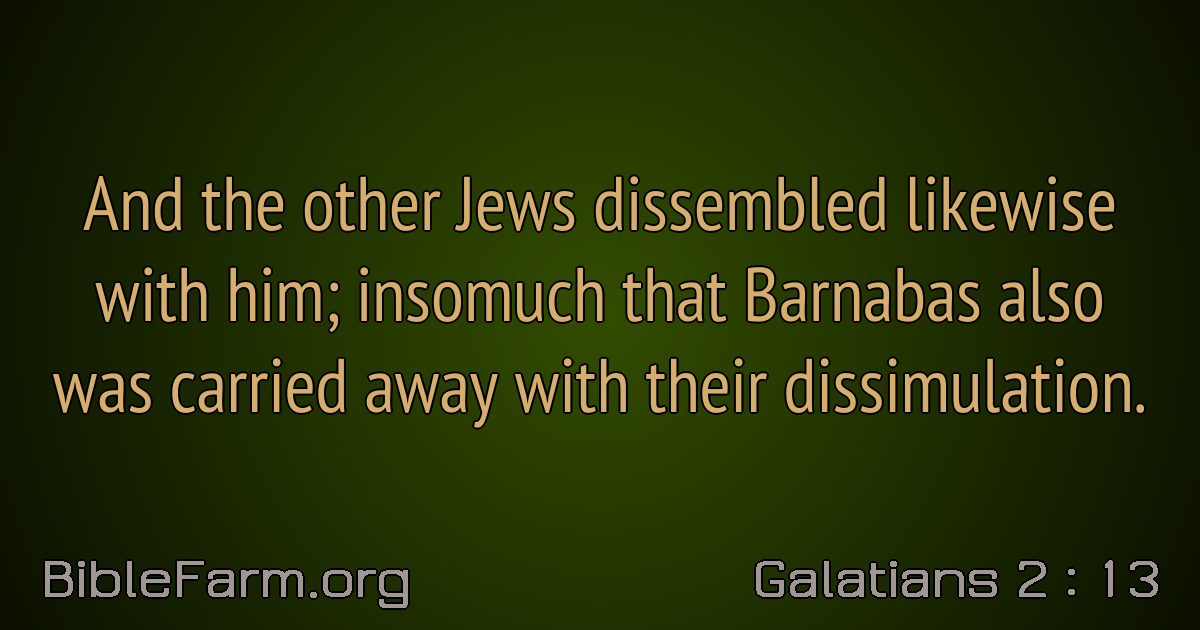 And the other Jews dissembled likewise
with him; insomuch that Barnabas also
was carried away with their dissimulation.
BibleFarm.org
Galatians 2 : 13